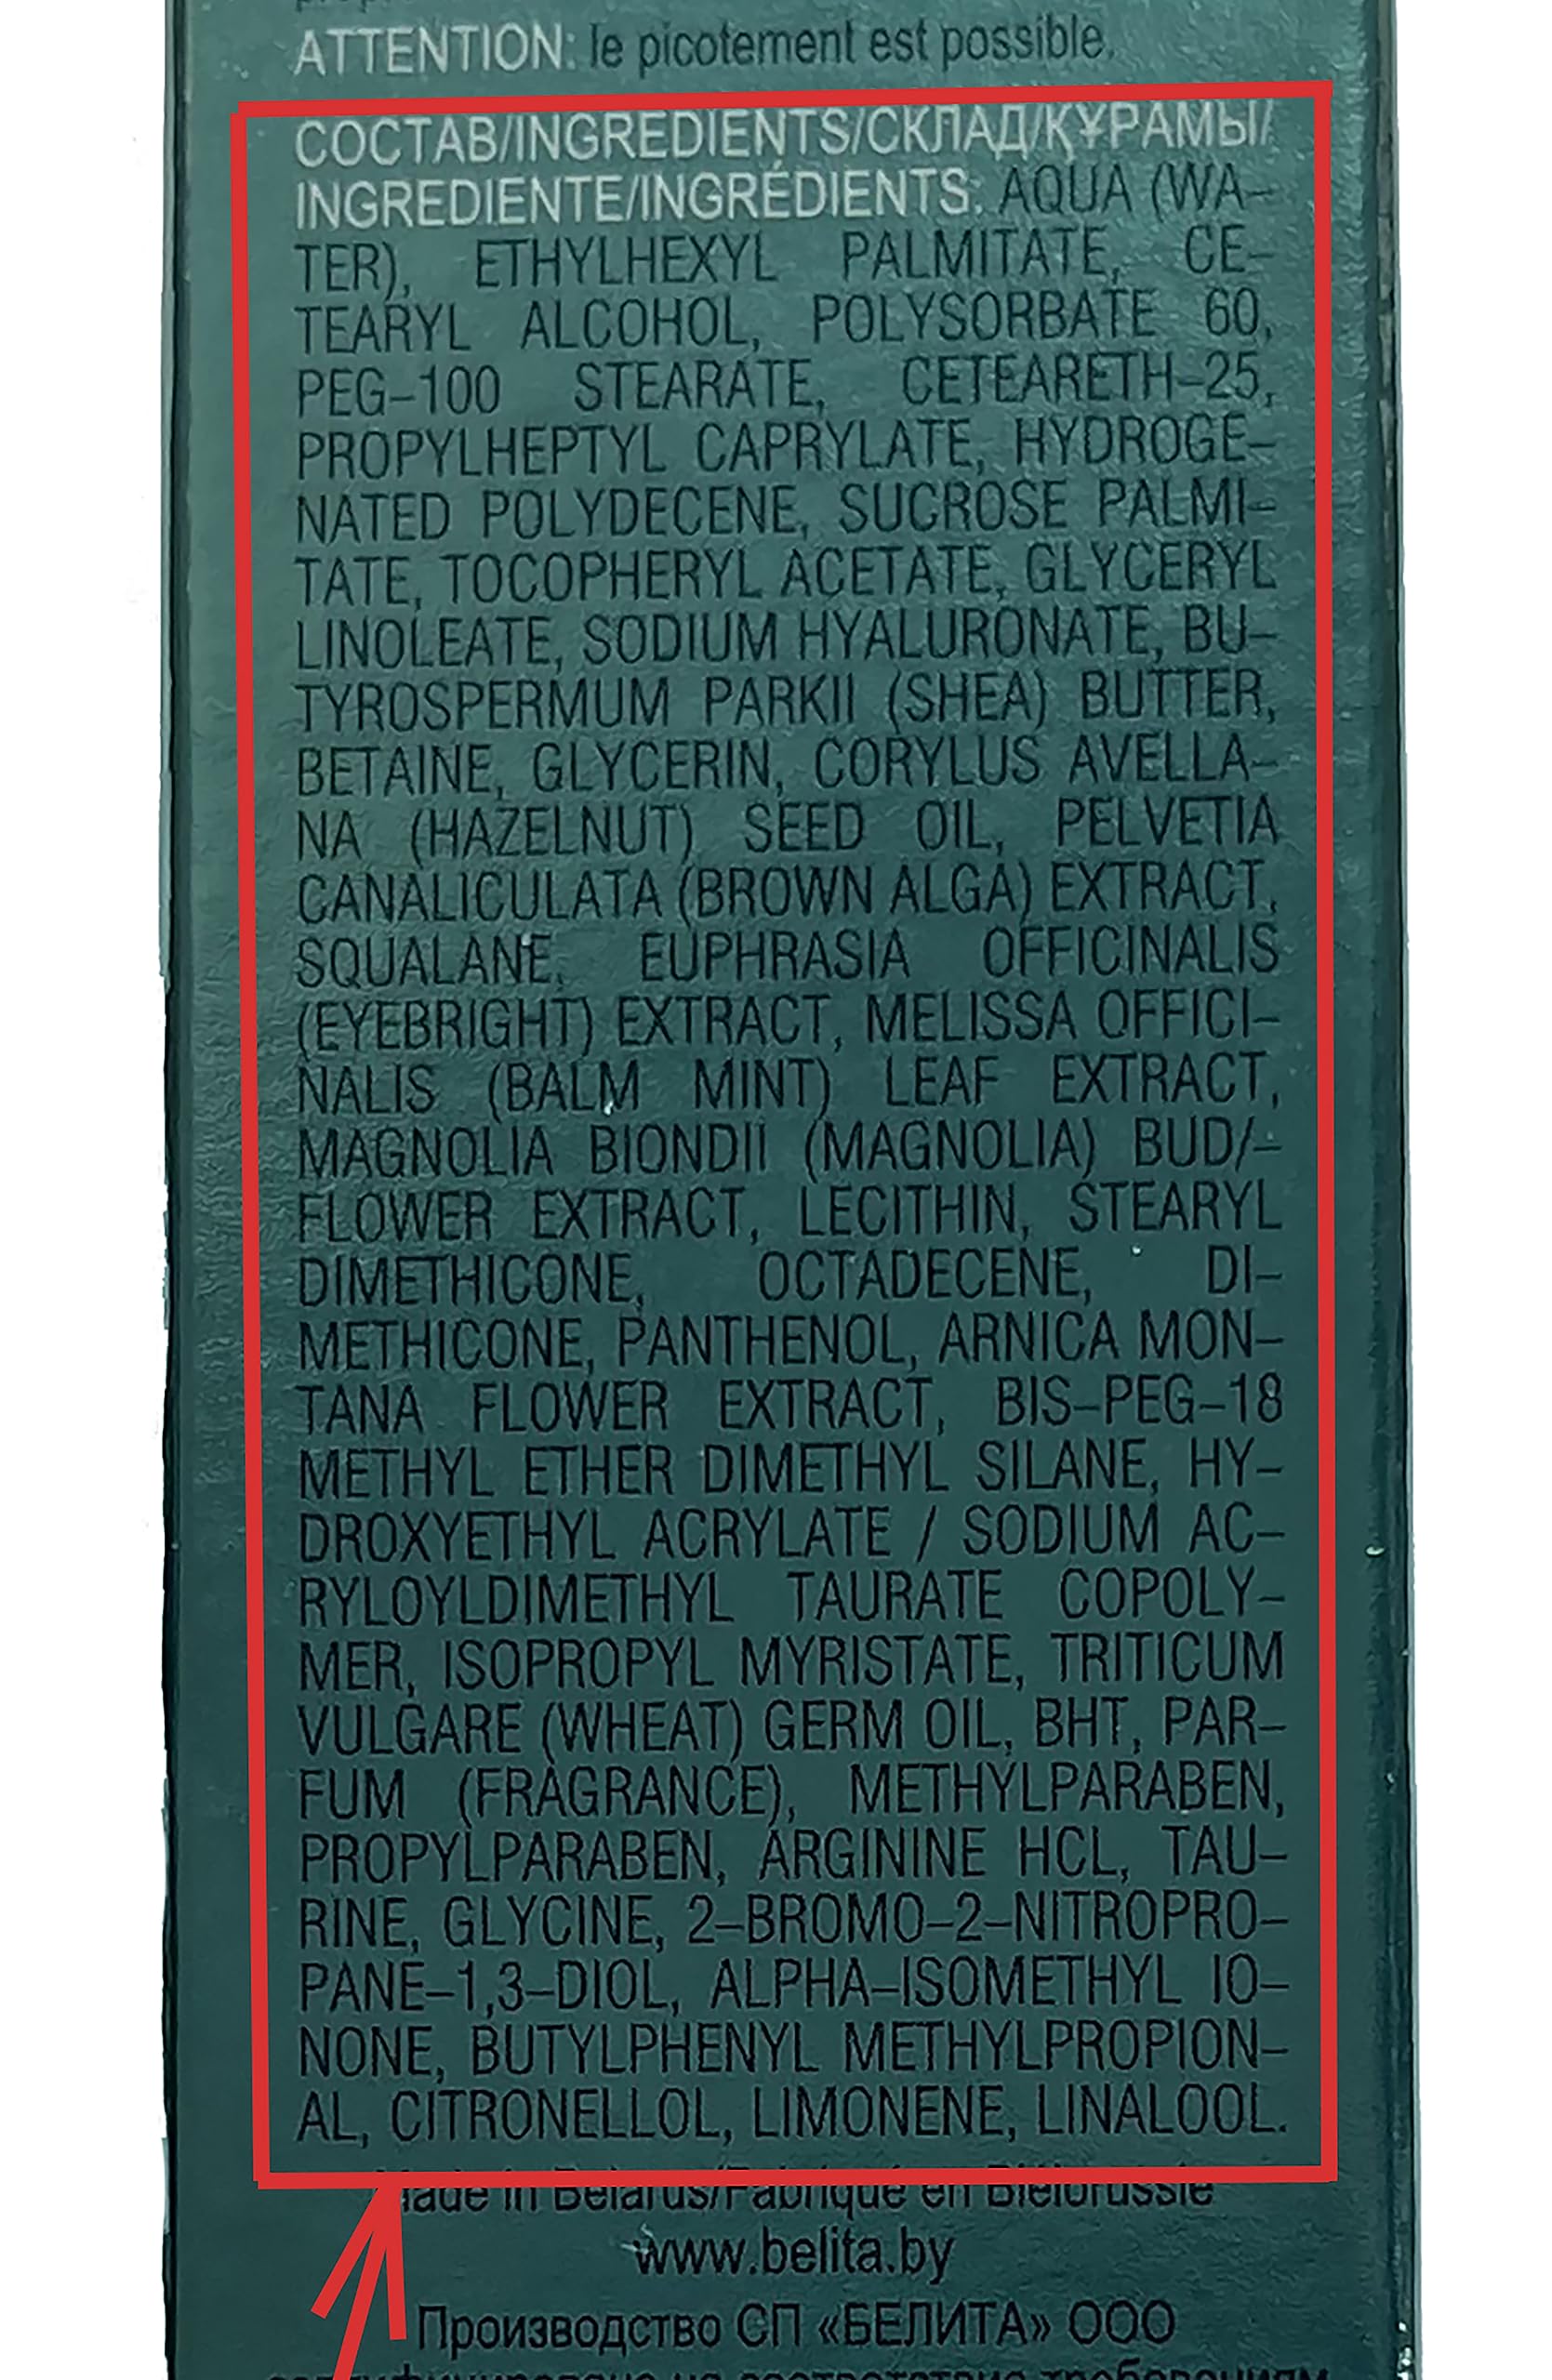 ATTENTION: le picotement est possible.
СОСТАВ/INGREDIENTS/СКЛАД/ҚҰРАМЫ/
INGREDIENTE/INGRÉDIENTS: AQUA (WA–
TER), ETHYLHEXYL PALMITATE, CE–
TEARYL ALCOHOL, POLYSORBATE 60,
PEG–100 STEARATE, CETEARETH–25,
PROPYLHEPTYL CAPRYLATE, HYDROGE–
NATED POLYDECENE, SUCROSE PALMI–
TATE, TOCOPHERYL ACETATE, GLYCERYL
LINOLEATE, SODIUM HYALURONATE, BU–
TYROSPERMUM PARKII (SHEA) BUTTER,
BETAINE, GLYCERIN, CORYLUS AVELLA–
NA (HAZELNUT) SEED OIL, PELVETIA
CANALICULATA (BROWN ALGA) EXTRACT,
SQUALANE, EUPHRASIA OFFICINALIS
(EYEBRIGHT) EXTRACT, MELISSA OFFICI–
NALIS (BALM MINT) LEAF EXTRACT,
MAGNOLIA BIONDII (MAGNOLIA) BUD/–
FLOWER EXTRACT, LECITHIN, STEARYL
DIMETHICONE, OCTADECENE, DI–
METHICONE, PANTHENOL, ARNICA MON–
TANA FLOWER EXTRACT, BIS–PEG–18
METHYL ETHER DIMETHYL SILANE, HY–
DROXYETHYL ACRYLATE / SODIUM AC–
RYLOYLDIMETHYL TAURATE COPOLY–
MER, ISOPROPYL MYRISTATE, TRITICUM
VULGARE (WHEAT) GERM OIL, BHT, PAR–
FUM (FRAGRANCE), METHYLPARABEN,
PROPYLPARABEN, ARGININE HCL, TAU–
RINE, GLYCINE, 2–BROMO–2–NITROPRO–
PANE–1,3–DIOL, ALPHA–ISOMETHYL IO–
NONE, BUTYLPHENYL METHYLPROPION–
AL, CITRONELLOL, LIMONENE, LINALOOL.
Made in Belarus/Fabriqué en Biélorussie
www.belita.by
Производство СП «БЕЛИТА» ООО